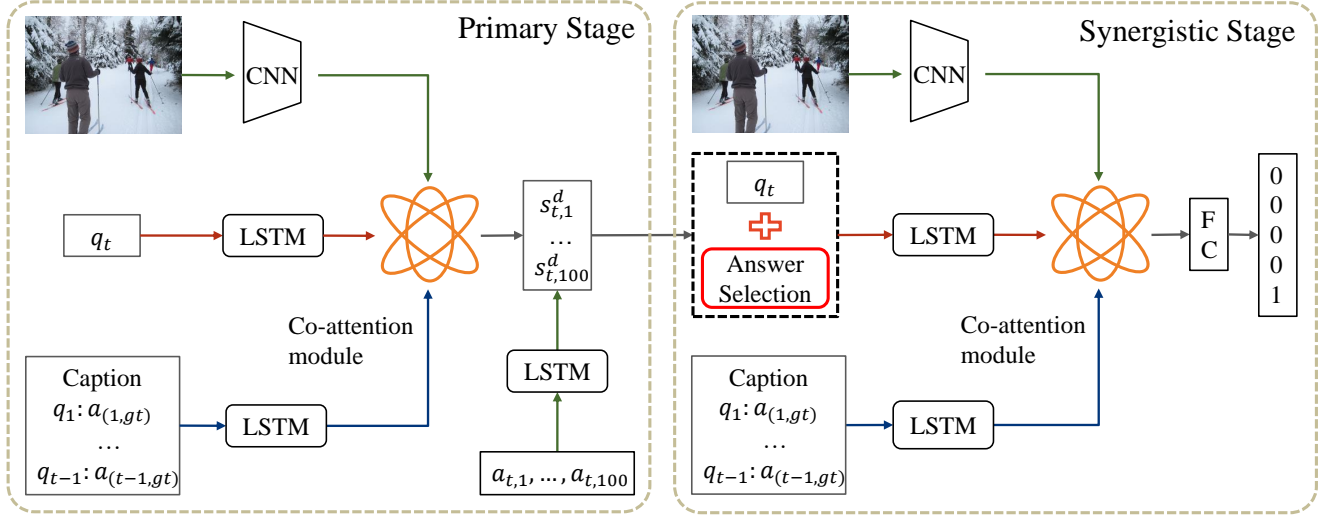 Primary Stage
CNN
q_t
LSTM
s^d_{t,1}
...
s^d_{t,100}
Co-attention
module
LSTM
Caption
q_1: a_{(1,gt)}
...
q_{t-1}: a_{(t-1,gt)}
LSTM
a_{t,1}, ..., a_{t,100}
Synergistic Stage
CNN
q_t
Answer
Selection
LSTM
F
C
0
0
0
0
1
Co-attention
module
Caption
q_1: a_{(1,gt)}
...
q_{t-1}: a_{(t-1,gt)}
LSTM